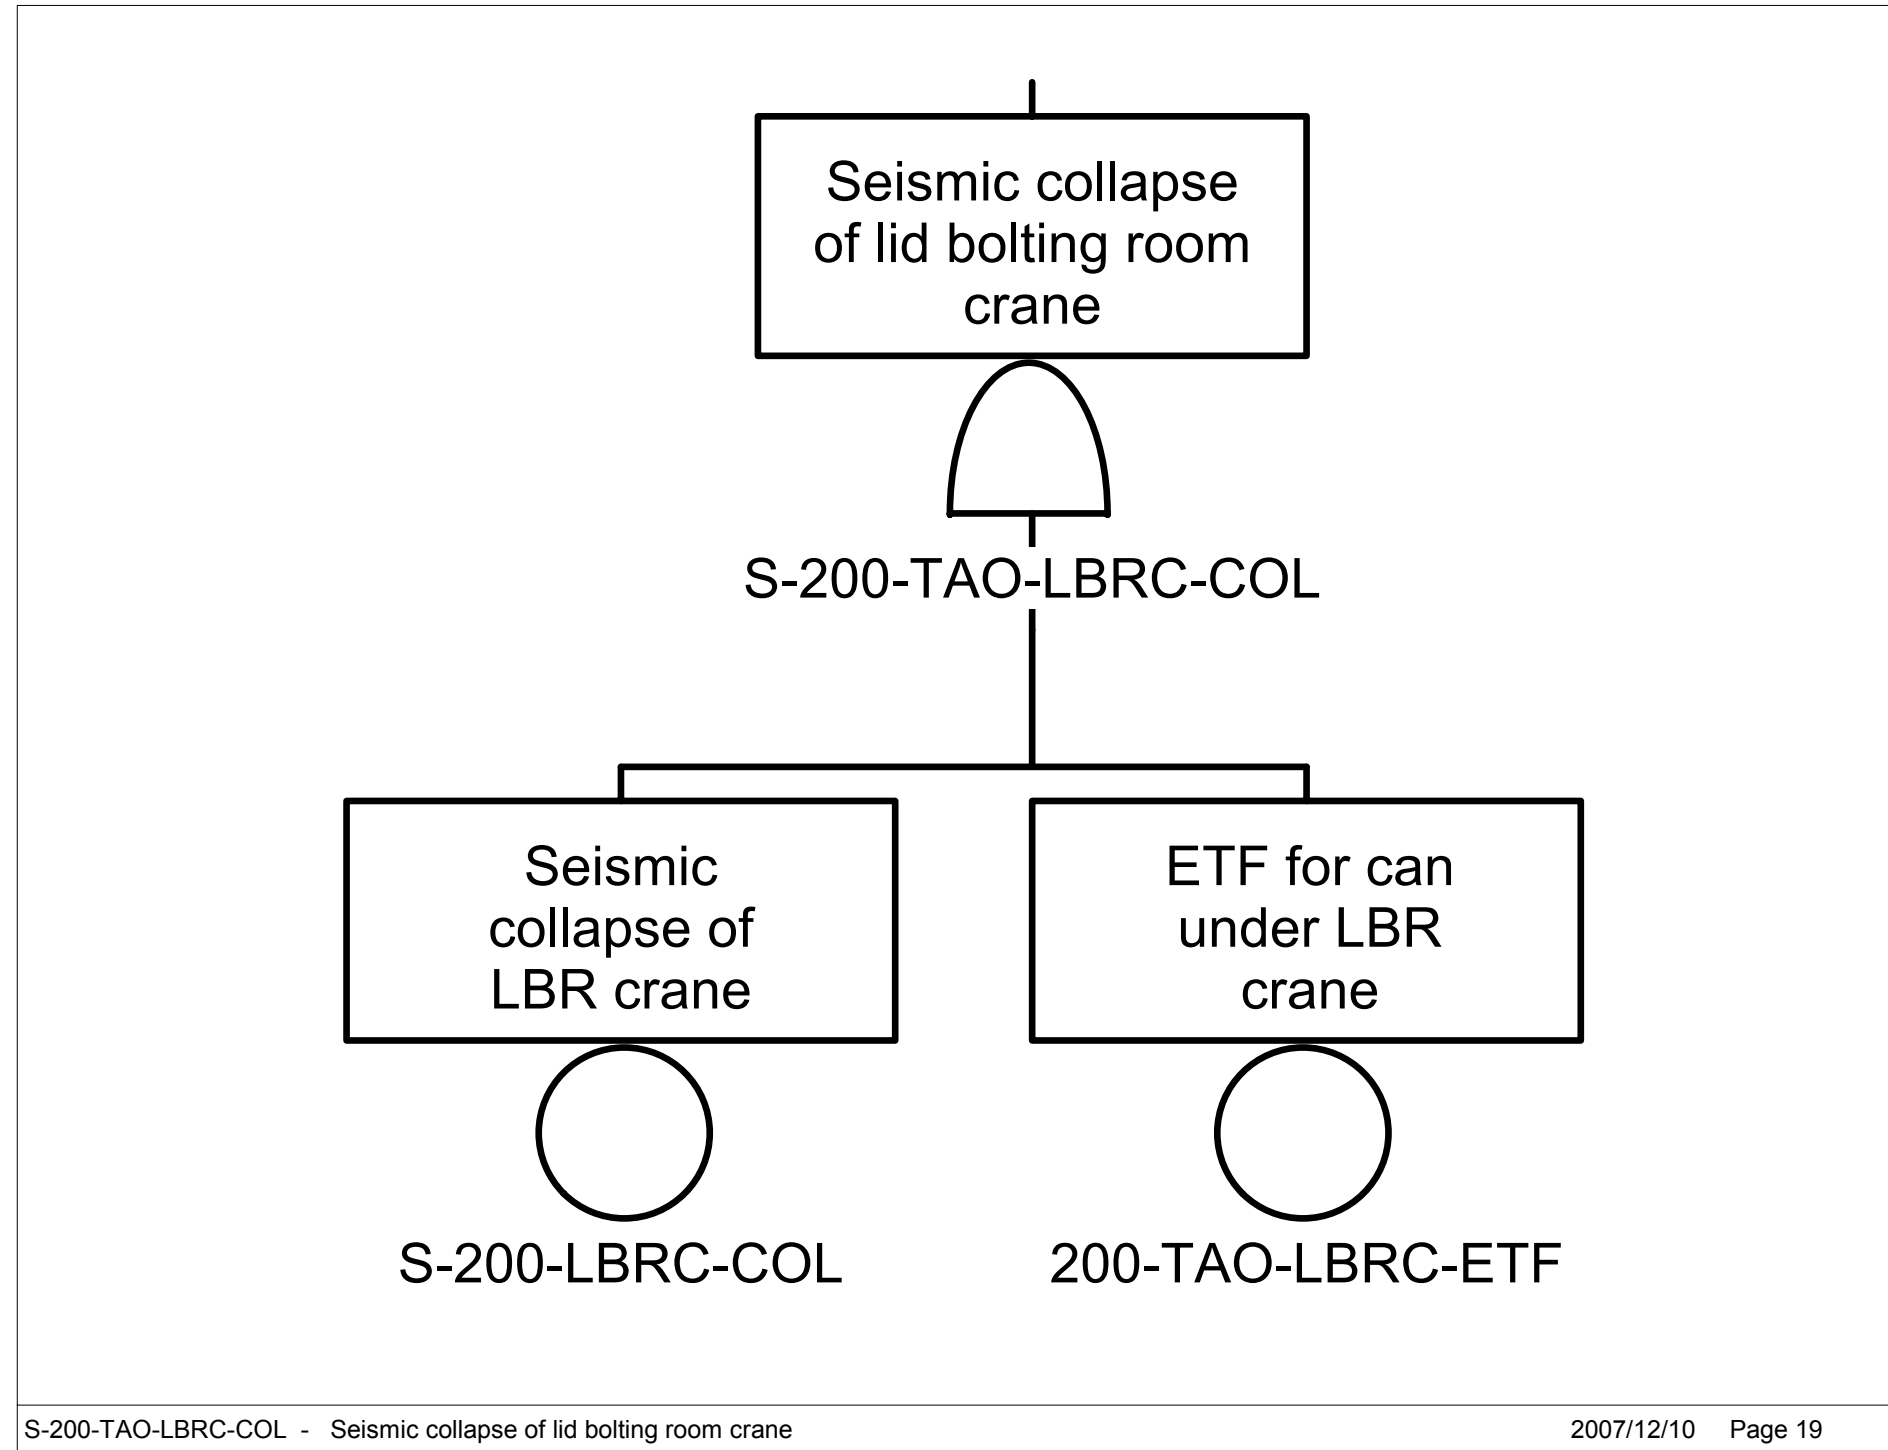 Seismic collapse
of lid bolting room
crane
S-200-TAO-LBRC-COL
Seismic
collapse of
LBR crane
S-200-LBRC-COL
ETF for can
under LBR
crane
200-TAO-LBRC-ETF
S-200-TAO-LBRC-COL - Seismic collapse of lid bolting room crane
2007/12/10 Page 19